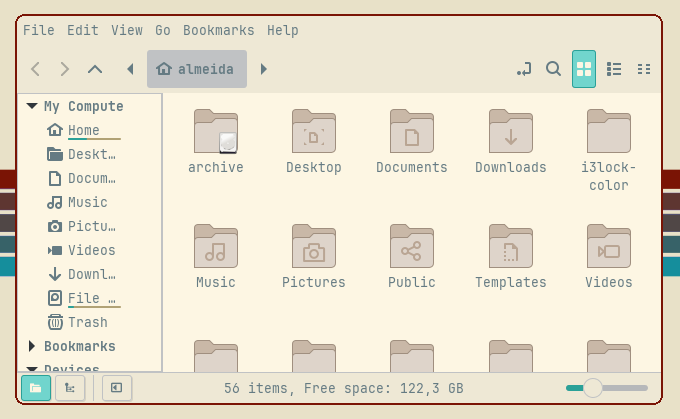 File Edit View Go Bookmarks Help
almeida
My Compute
Home
Deskt…
Docum…
Music
Pictu…
Videos
Downl…
File …
Trash
Bookmarks
Devices
archive Desktop Documents Downloads i3lock-
color
Music Pictures Public Templates Videos
56 items, Free space: 122,3 GB